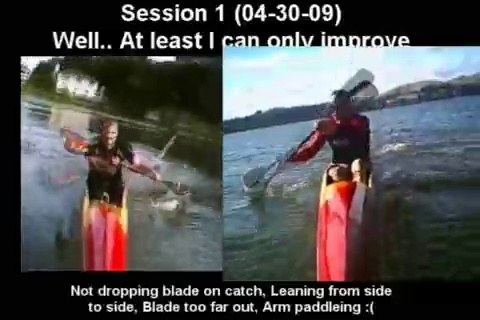 Session 1 (04-30-09)
Well.. At least I can only improve
Not dropping blade on catch, Leaning from side
to side, Blade too far out, Arm paddleing :(